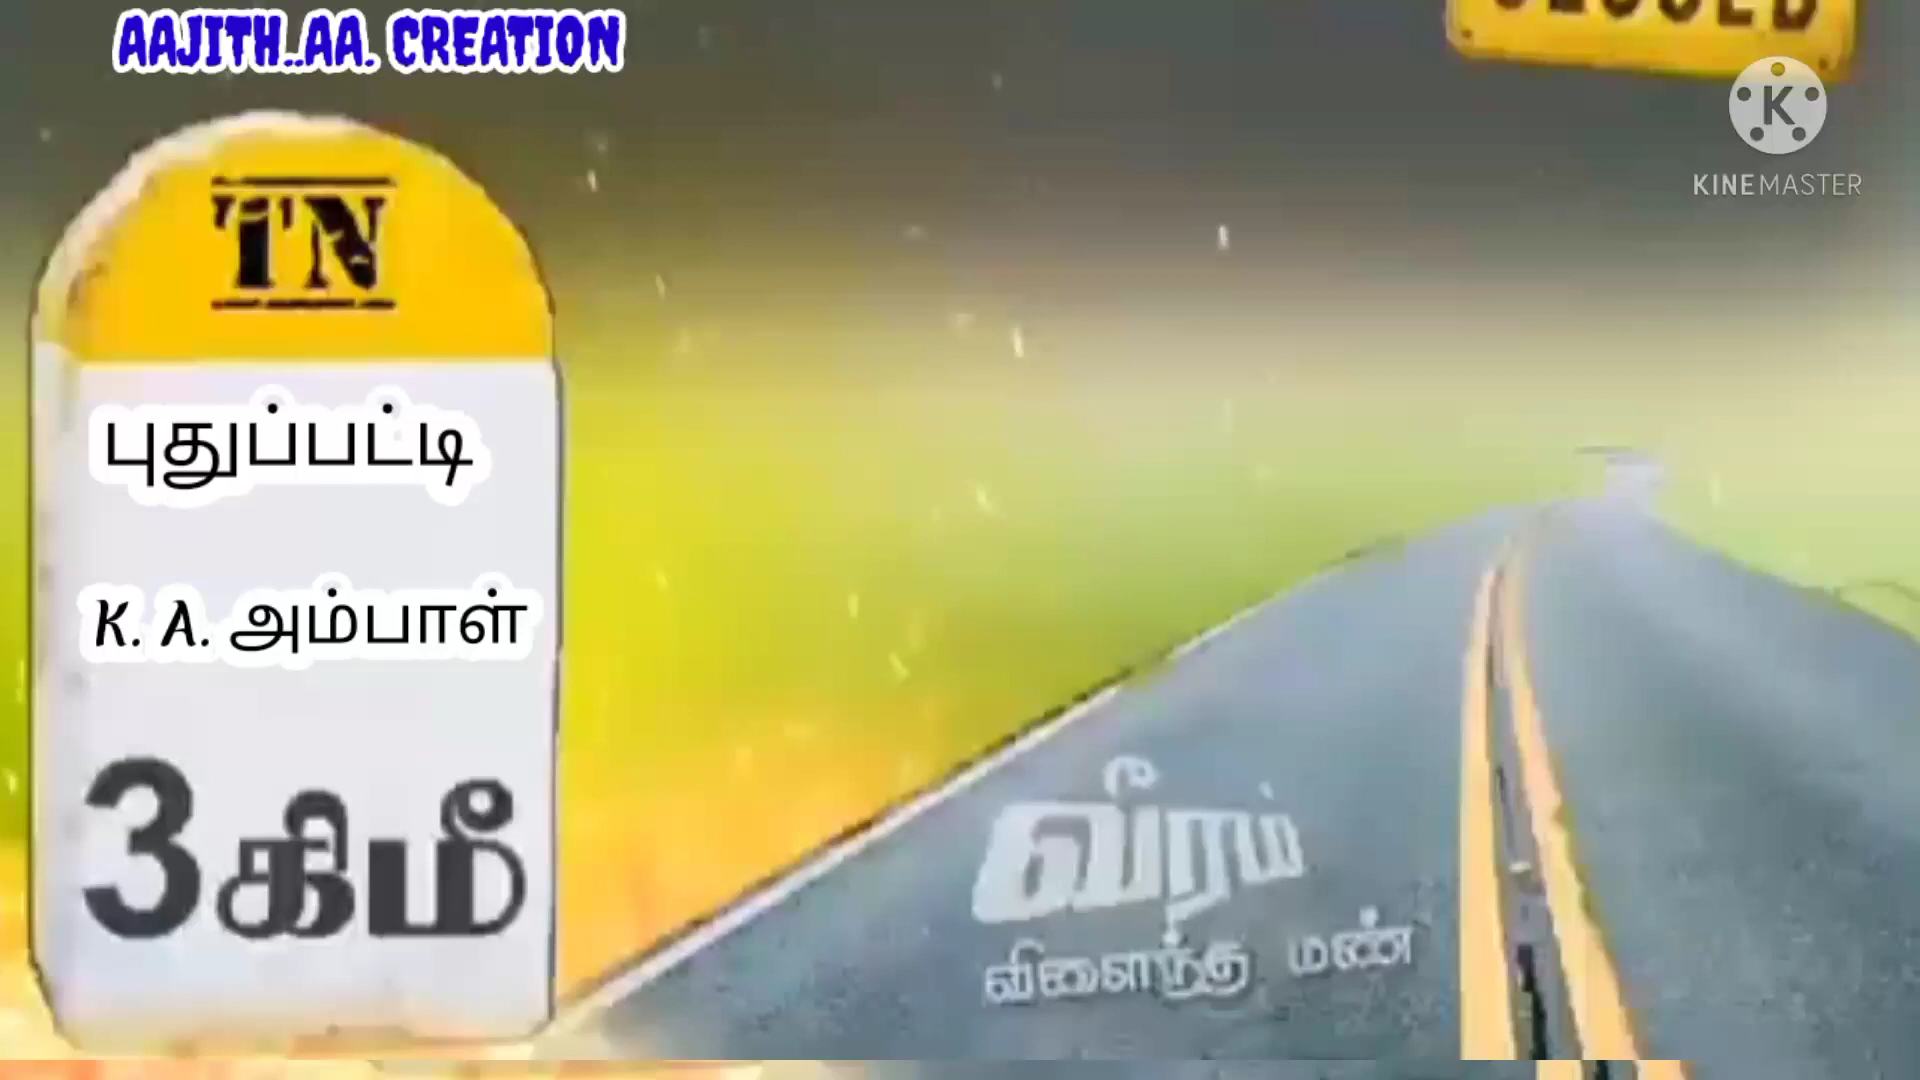 AAJITH..AA. CREATION
K
KINEMASTER
TN
புதுப்பட்டி
K. A. அம்பாள்
3கிமீ
வீரம்
விளைந்த மண்